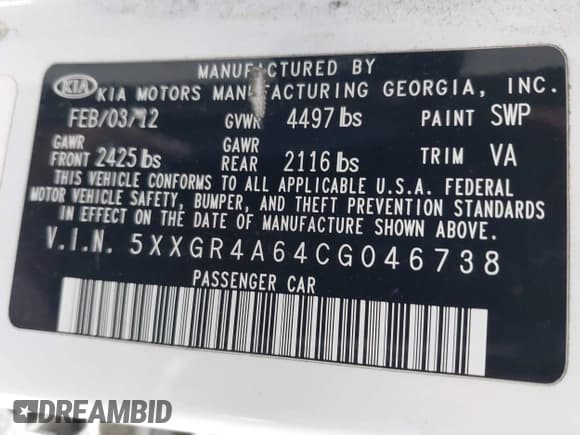 MANUFACTURED BY
KIA KIA MOTORS MANUFACTURING GEORGIA, INC.
FEB/03/12 GVWR 4497 lbs PAINT SWP
GAWR FRONT 2425 lbs GAWR REAR 2116 lbs TRIM VA
THIS VEHICLE CONFORMS TO ALL APPLICABLE U.S.A. FEDERAL
MOTOR VEHICLE SAFETY, BUMPER, AND THEFT PREVENTION STANDARDS
IN EFFECT ON THE DATE OF MANUFACTURE SHOWN ABOVE.
V.I.N. 5XXGR4A64CG046738
PASSENGER CAR
DREAMBID